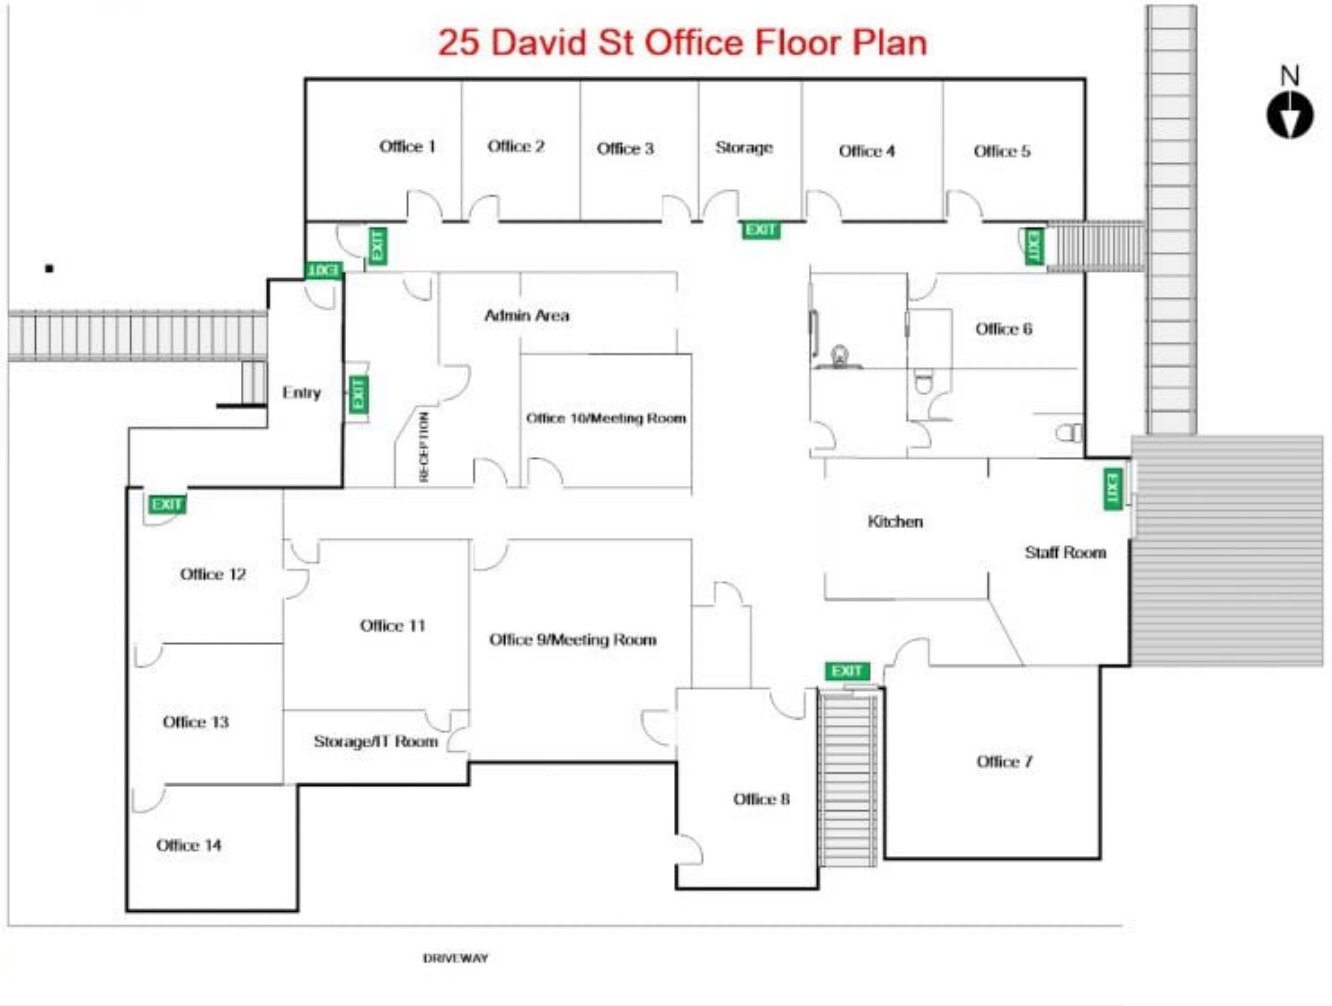 25 David St Office Floor Plan
N
Office 1
Office 2
Office 3
Storage
Office 4
Office 5
EXIT
EXIT
EXIT
EXIT
Admin Area
Office 6
Entry
EXIT
Office 10/Meeting Room
RECEPTION
EXIT
EXIT
Kitchen
Staff Room
Office 12
Office 11
Office 9/Meeting Room
EXIT
Office 13
Storage/IT Room
Office 7
Office 8
Office 14
DRIVEWAY